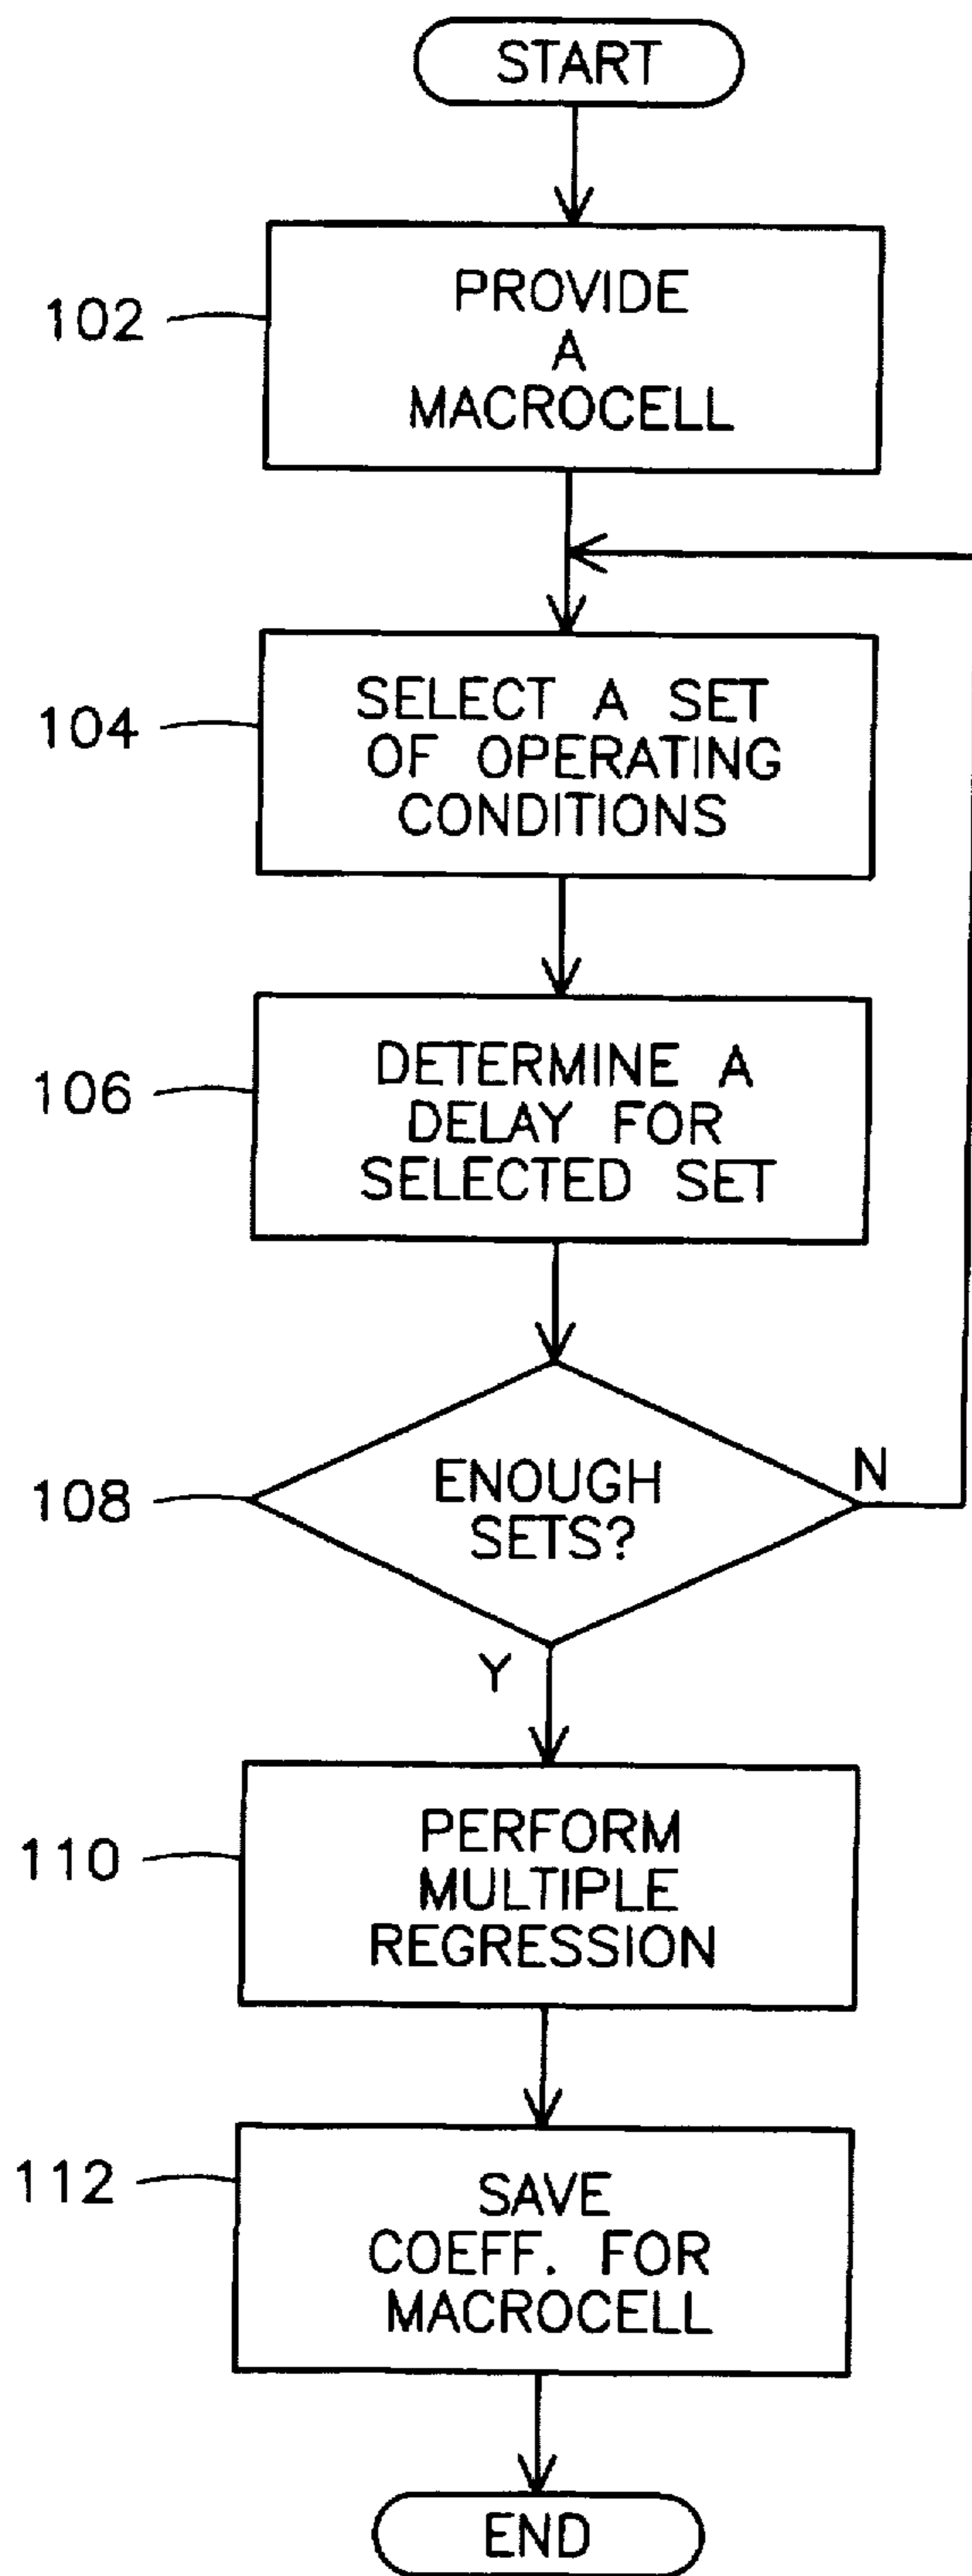 START
102
PROVIDE
A
MACROCELL
104
SELECT A SET
OF OPERATING
CONDITIONS
106
DETERMINE A
DELAY FOR
SELECTED SET
108
ENOUGH
SETS?
N
Y
110
PERFORM
MULTIPLE
REGRESSION
112
SAVE
COEFF. FOR
MACROCELL
END